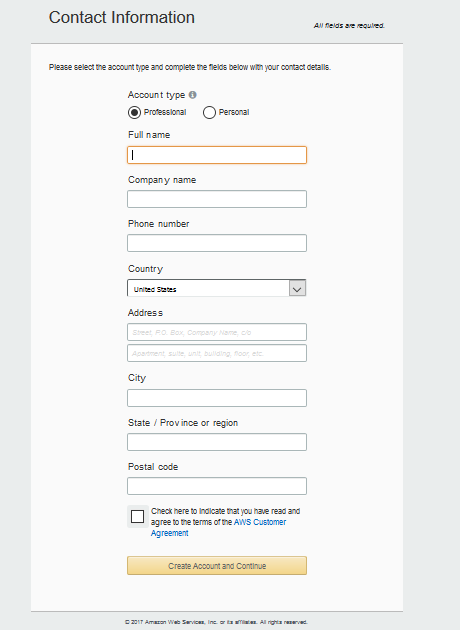 Contact Information
All fields are required.
Please select the account type and complete the fields below with your contact details.
Account type
Professional Personal
Full name
Company name
Phone number
Country
United States
Address
Street, P.O. Box, Company Name, c/o
Apartment, suite, unit, building, floor, etc.
City
State / Province or region
Postal code
Check here to indicate that you have read and
agree to the terms of the AWS Customer
Agreement
Create Account and Continue
© 2017 Amazon Web Services, Inc. or its affiliates. All rights reserved.